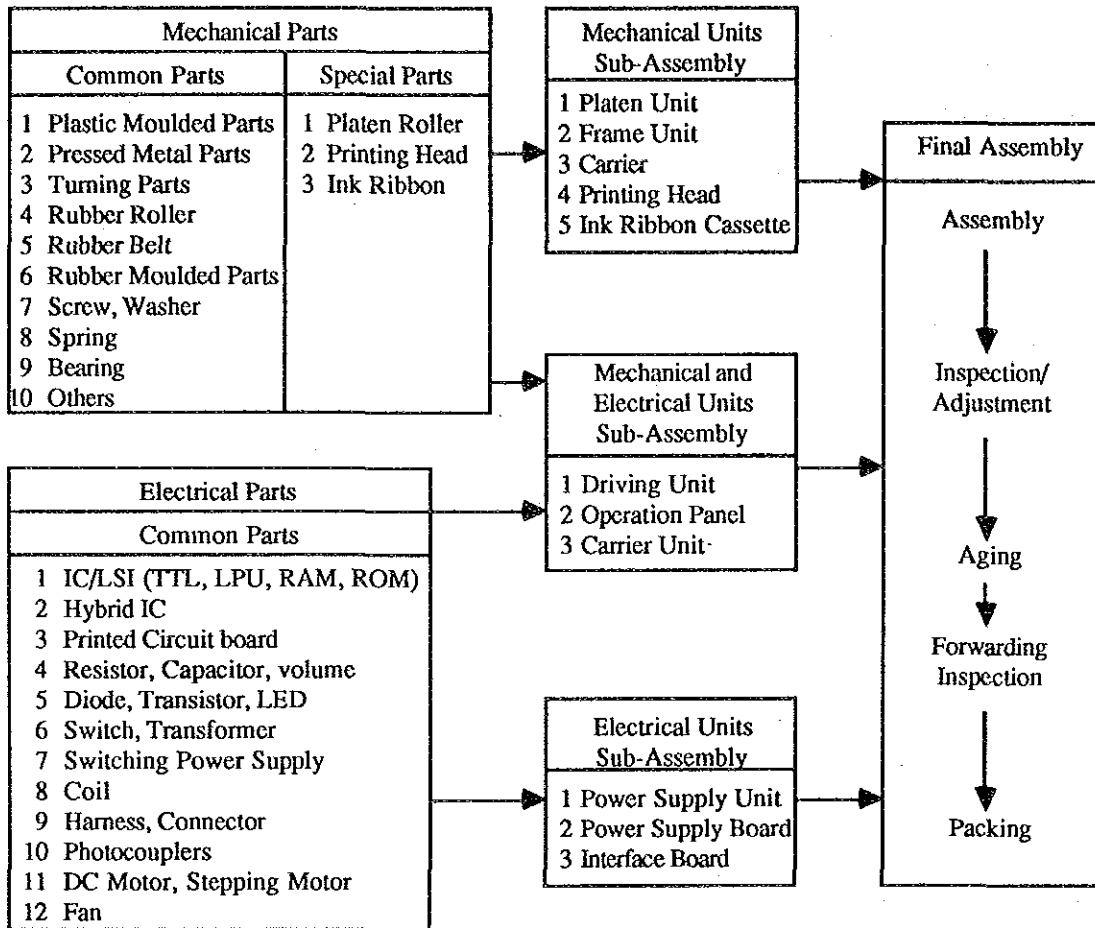 Mechanical Parts
Common Parts
1 Plastic Moulded Parts
2 Pressed Metal Parts
3 Turning Parts
4 Rubber Roller
5 Rubber Belt
6 Rubber Moulded Parts
7 Screw, Washer
8 Spring
9 Bearing
10 Others
Special Parts
1 Platen Roller
2 Printing Head
3 Ink Ribbon
Electrical Parts
Common Parts
1 IC/LSI (TTL, LPU, RAM, ROM)
2 Hybrid IC
3 Printed Circuit board
4 Resistor, Capacitor, volume
5 Diode, Transistor, LED
6 Switch, Transformer
7 Switching Power Supply
8 Coil
9 Harness, Connector
10 Photocouplers
11 DC Motor, Stepping Motor
12 Fan
Mechanical Units
Sub-Assembly
1 Platen Unit
2 Frame Unit
3 Carrier
4 Printing Head
5 Ink Ribbon Cassette
Mechanical and
Electrical Units
Sub-Assembly
1 Driving Unit
2 Operation Panel
3 Carrier Unit
Electrical Units
Sub-Assembly
1 Power Supply Unit
2 Power Supply Board
3 Interface Board
Final Assembly
Assembly
Inspection/
Adjustment
Aging
Forwarding
Inspection
Packing